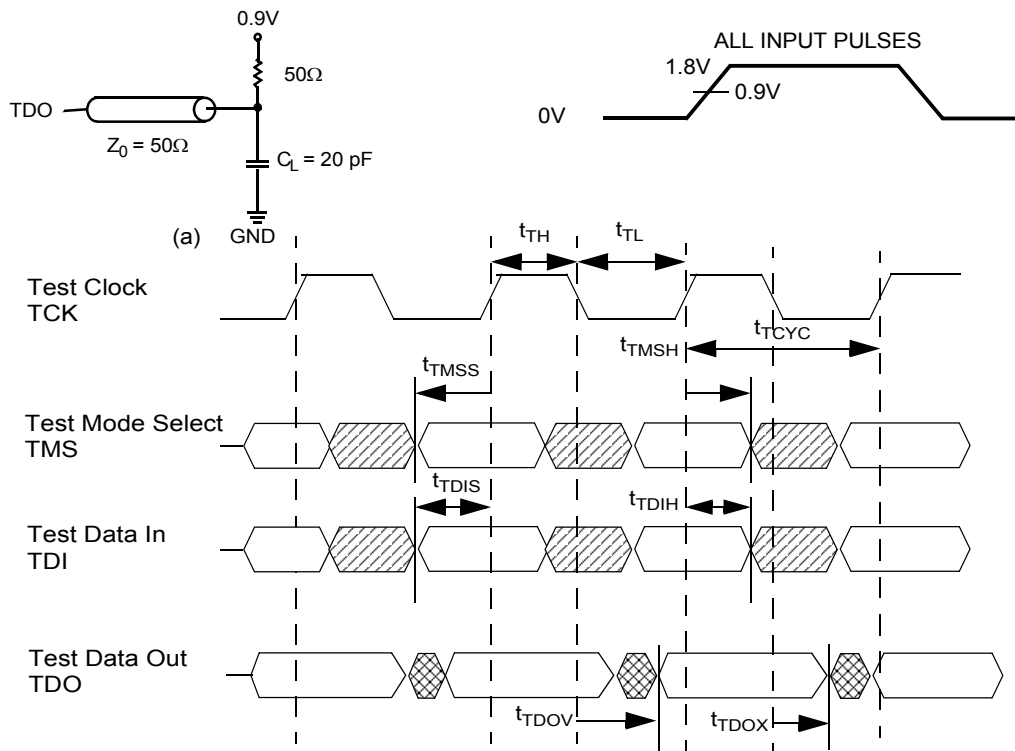 0.9V
50Ω
TDO
Z0 = 50Ω
CL = 20 pF
(a) GND
ALL INPUT PULSES
1.8V
0.9V
0V
tTH
tTL
Test Clock
TCK
tTMSH
tTCYC
tTMSS
Test Mode Select
TMS
tTDIS
tTDIH
Test Data In
TDI
Test Data Out
TDO
tTDOV
tTDOX